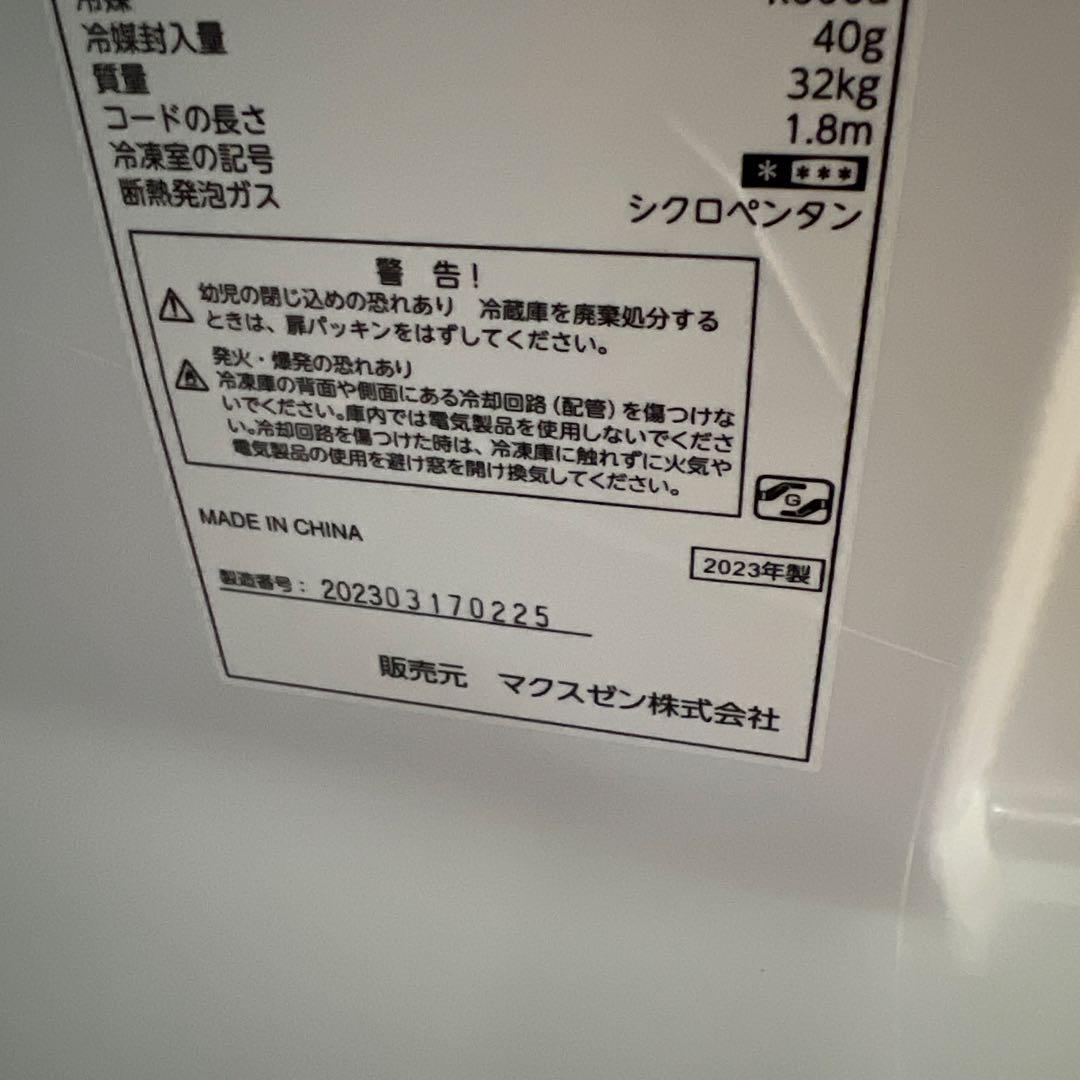 冷媒
冷媒封入量 40g
質量 32kg
コードの長さ 1.8m
冷凍室の記号 * ***
断熱発泡ガス シクロペンタン
警 告!
幼児の閉じ込めの恐れあり 冷蔵庫を廃棄処分する
ときは、扉パッキンをはずしてください。
発火・爆発の恐れあり
冷凍庫の背面や側面にある冷却回路(配管)を傷つけな
いでください。庫内では電気製品を使用しないでくださ
い。冷却回路を傷つけた時は、冷凍庫に触れずに火気や
電気製品の使用を避け窓を開け換気してください。
G
MADE IN CHINA
2023年製
製造番号: 202303170225
販売元 マクスゼン株式会社